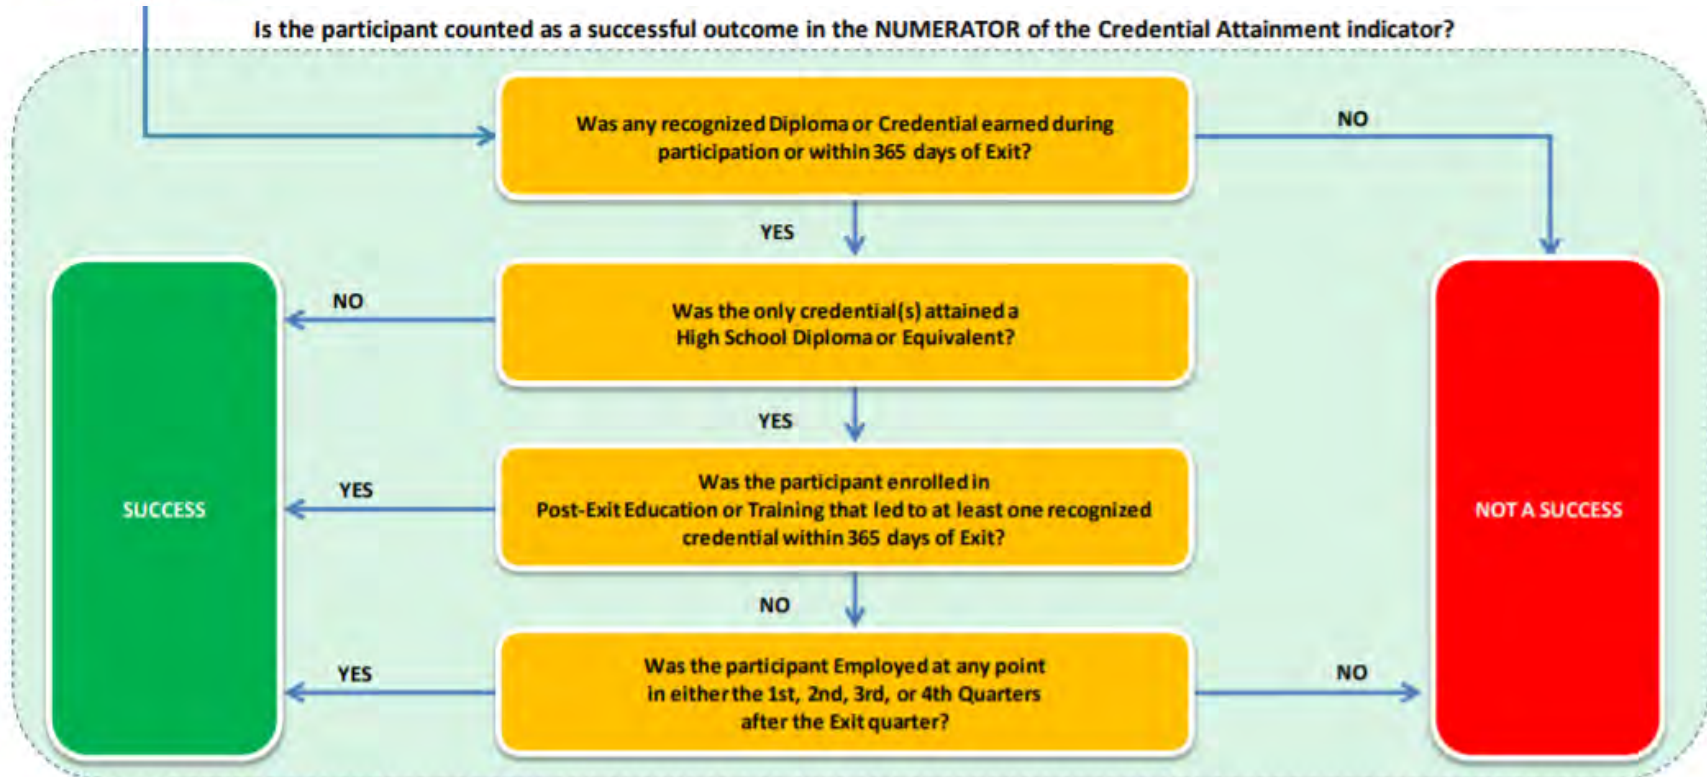 Is the participant counted as a successful outcome in the NUMERATOR of the Credential Attainment indicator?
Was any recognized Diploma or Credential earned during
participation or within 365 days of Exit?
NO
YES
Was the only credential(s) attained a
High School Diploma or Equivalent?
NO
YES
Was the participant enrolled in
Post-Exit Education or Training that led to at least one recognized
credential within 365 days of Exit?
YES
SUCCESS
NOT A SUCCESS
NO
Was the participant Employed at any point
in either the 1st, 2nd, 3rd, or 4th Quarters
after the Exit quarter?
YES
NO